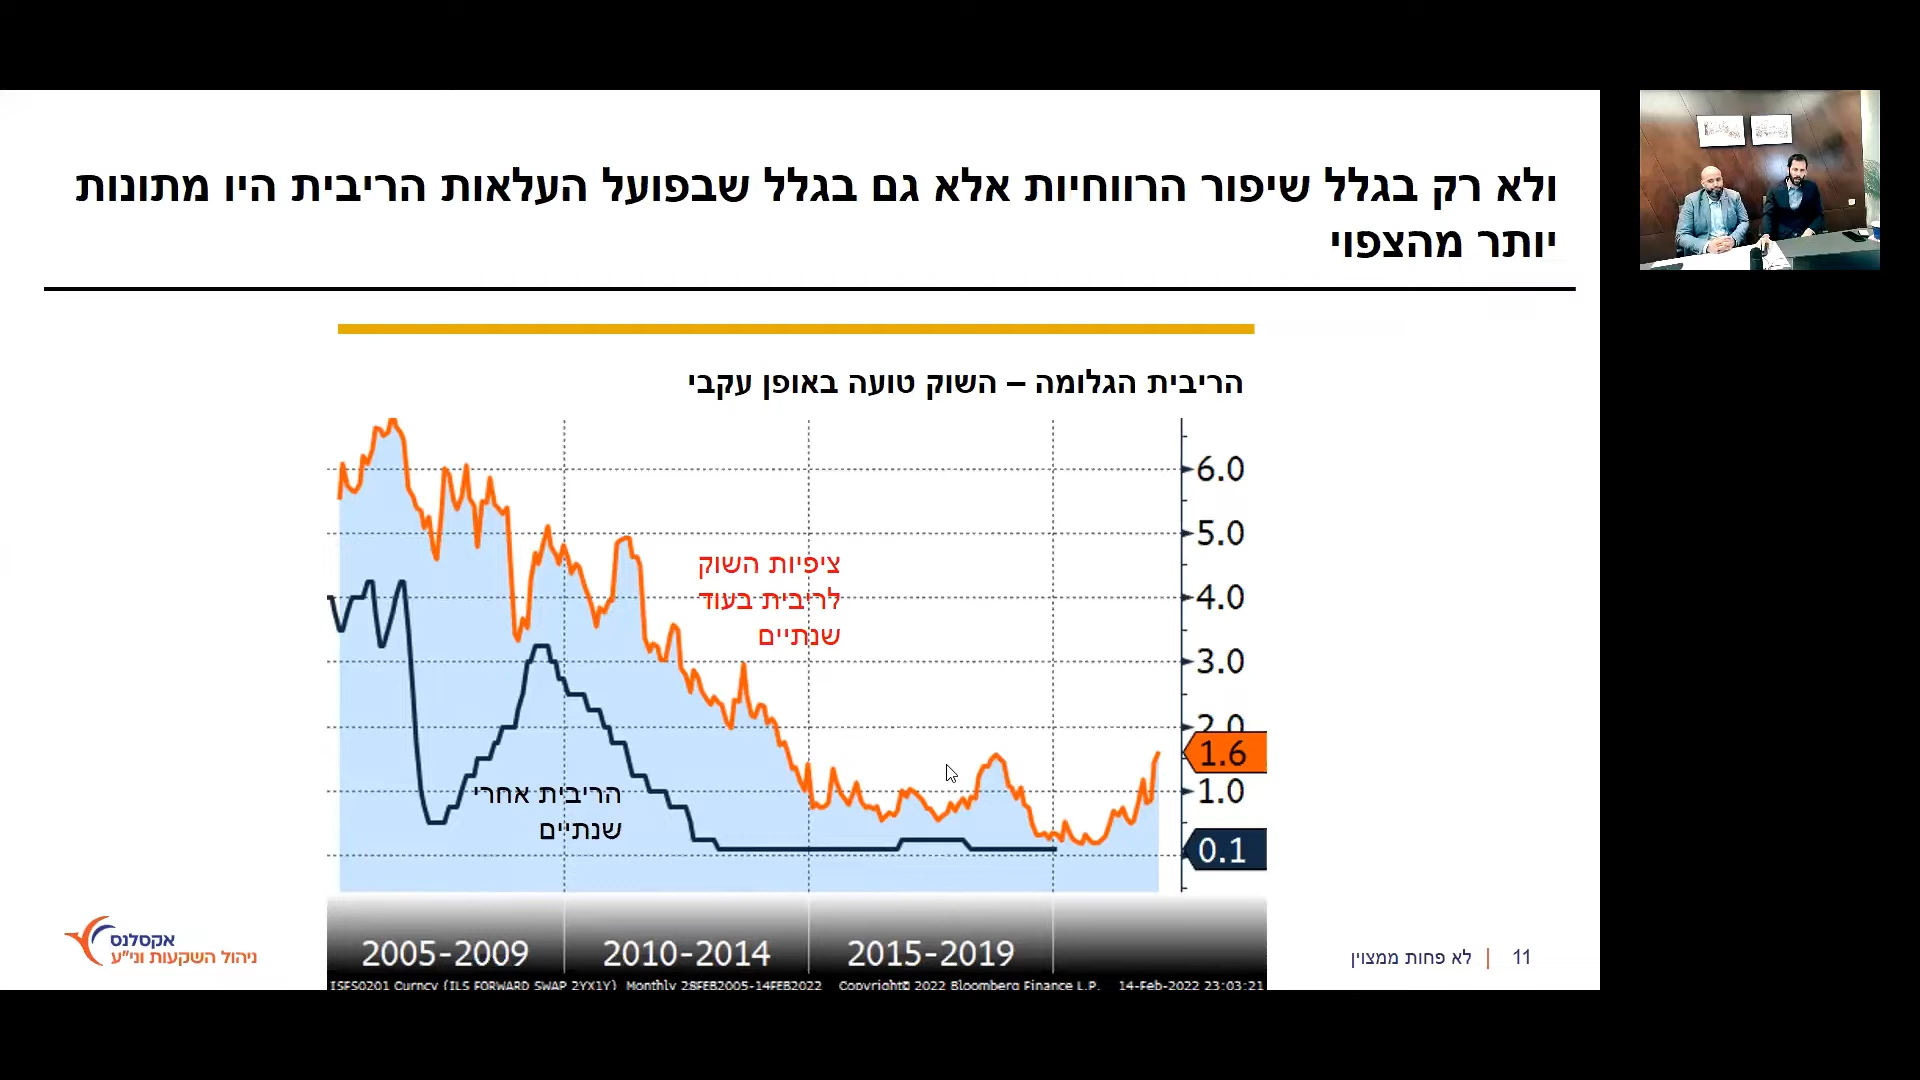 ולא רק בגלל שיפור הרווחיות אלא גם בגלל שבפועל העלאות הריבית היו מתונות
יותר מהצפוי
הריבית הגלומה – השוק טועה באופן עקבי
6.0
5.0
ציפיות השוק
לריבית בעוד
שנתיים
4.0
3.0
2.0
1.6
1.0
הריבית אחרי
שנתיים
0.1
2005-2009 2010-2014 2015-2019
ISFS0201 Curncy (ILS FORWARD SWAP 2YX1Y) Monthly 28FEB2005-14FEB2022 Copyright© 2022 Bloomberg Finance L.P. 14-Feb-2022 23:03:21
אקסלנס
ניהול השקעות וני"ע
לא פחות ממצוין | 11